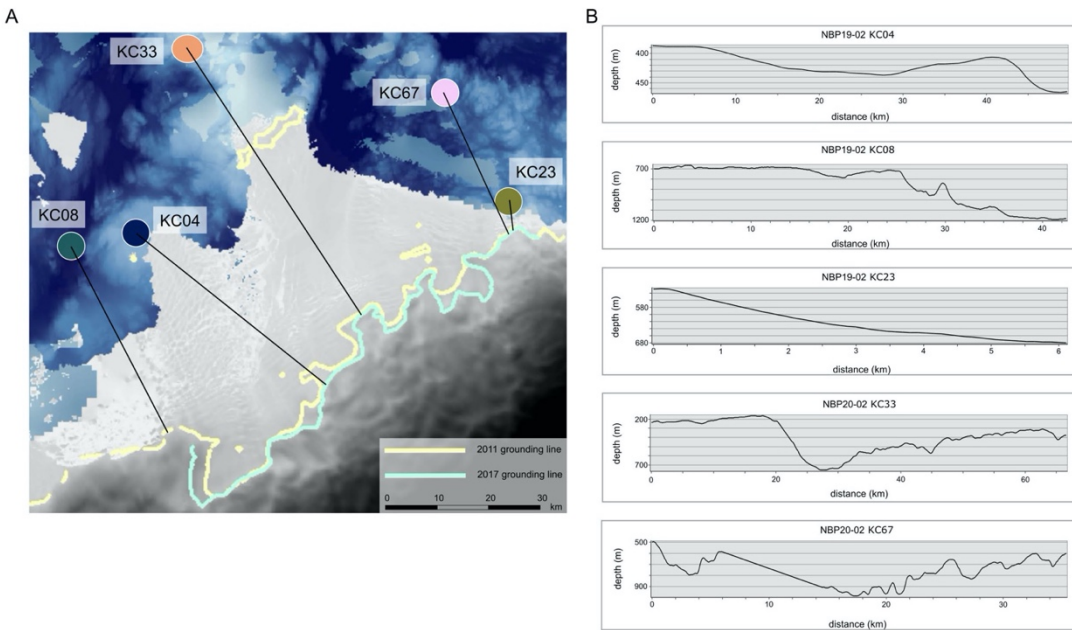 A
KC33
KC67
KC23
KC08
KC04
2011 grounding line
2017 grounding line
0 10 20 30
km
B
NBP19-02 KC04
depth (m)
400
450
0 10 20 30 40
distance (km)
NBP19-02 KC08
depth (m)
700
1200
0 10 20 30 40
distance (km)
NBP19-02 KC23
depth (m)
580
680
0 1 2 3 4 5 6
distance (km)
NBP20-02 KC33
depth (m)
200
700
0 10 20 40 60
distance (km)
NBP20-02 KC67
depth (m)
500
900
0 10 20 30
distance (km)